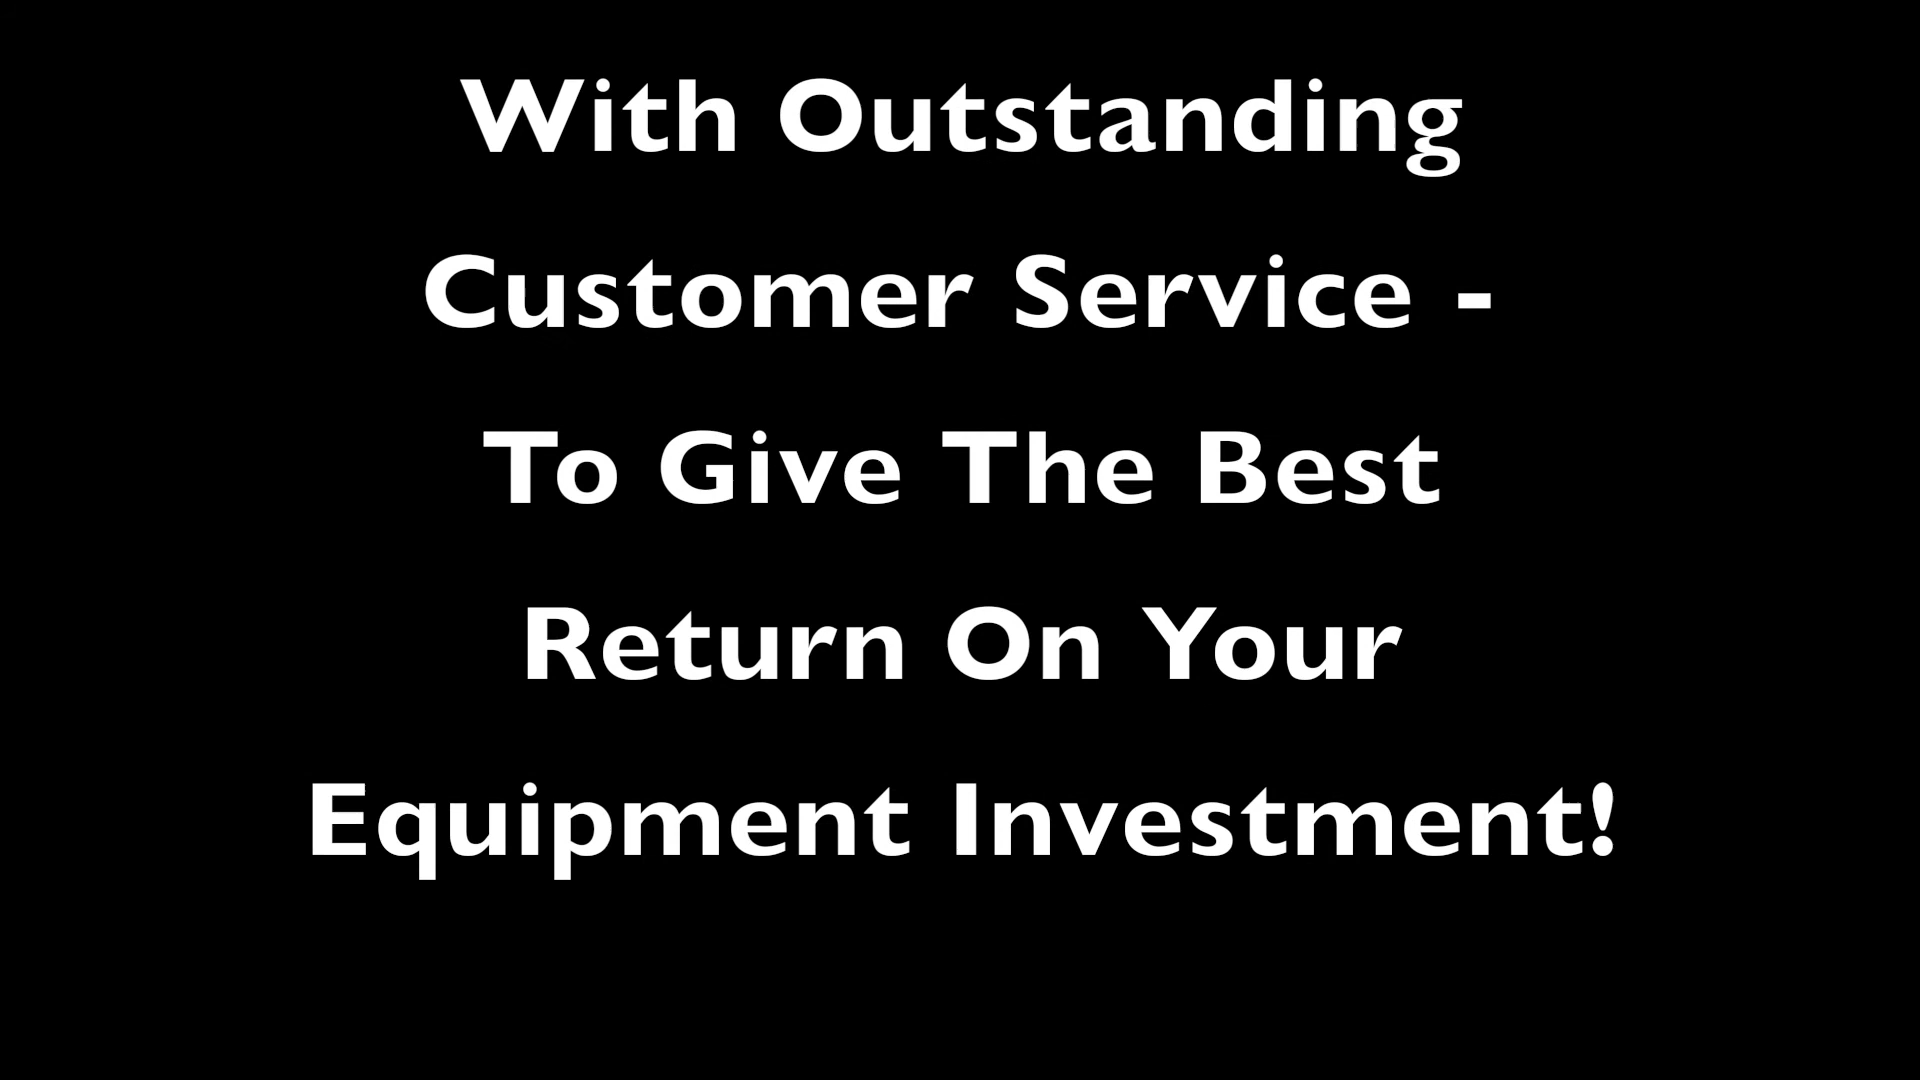 With Outstanding
Customer Service -
To Give The Best
Return On Your
Equipment Investment!